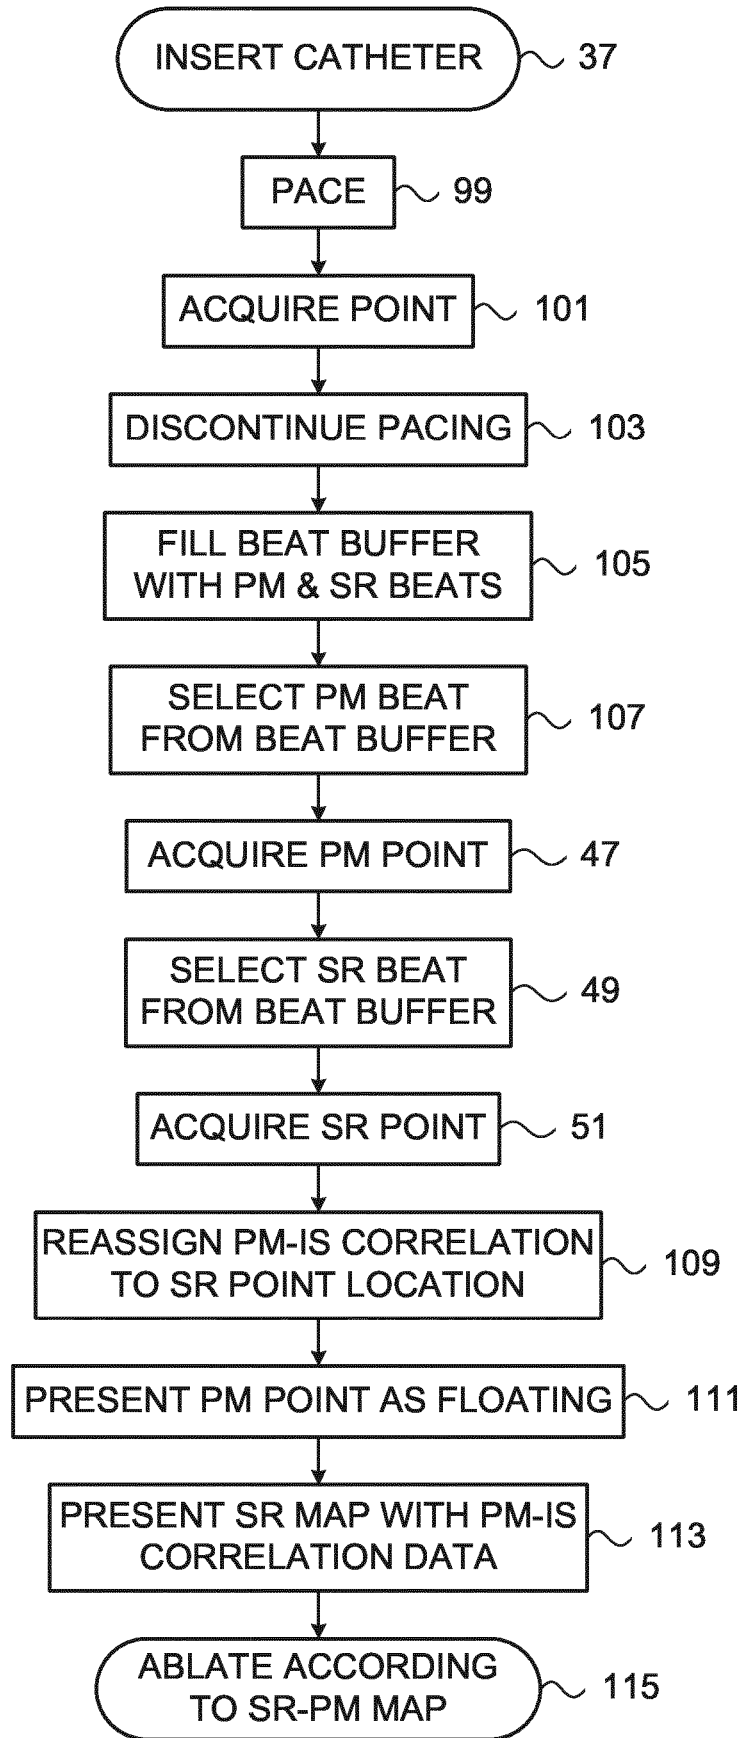 INSERT CATHETER
37
PACE
99
ACQUIRE POINT
101
DISCONTINUE PACING
103
FILL BEAT BUFFER
WITH PM & SR BEATS
105
SELECT PM BEAT
FROM BEAT BUFFER
107
ACQUIRE PM POINT
47
SELECT SR BEAT
FROM BEAT BUFFER
49
ACQUIRE SR POINT
51
REASSIGN PM-IS CORRELATION
TO SR POINT LOCATION
109
PRESENT PM POINT AS FLOATING
111
PRESENT SR MAP WITH PM-IS
CORRELATION DATA
113
ABLATE ACCORDING
TO SR-PM MAP
115